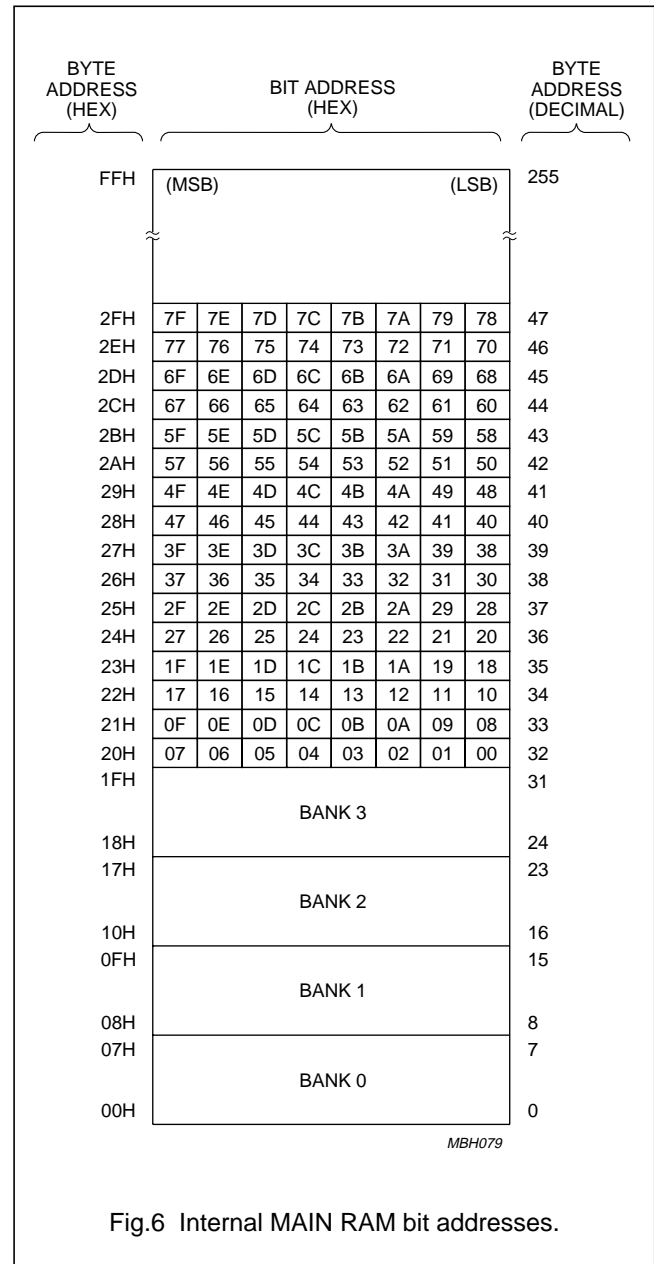 BYTE ADDRESS (HEX)
BIT ADDRESS (HEX)
BYTE ADDRESS (DECIMAL)
FFH (MSB) (LSB) 255
2FH 7F 7E 7D 7C 7B 7A 79 78 47
2EH 77 76 75 74 73 72 71 70 46
2DH 6F 6E 6D 6C 6B 6A 69 68 45
2CH 67 66 65 64 63 62 61 60 44
2BH 5F 5E 5D 5C 5B 5A 59 58 43
2AH 57 56 55 54 53 52 51 50 42
29H 4F 4E 4D 4C 4B 4A 49 48 41
28H 47 46 45 44 43 42 41 40 40
27H 3F 3E 3D 3C 3B 3A 39 38 39
26H 37 36 35 34 33 32 31 30 38
25H 2F 2E 2D 2C 2B 2A 29 28 37
24H 27 26 25 24 23 22 21 20 36
23H 1F 1E 1D 1C 1B 1A 19 18 35
22H 17 16 15 14 13 12 11 10 34
21H 0F 0E 0D 0C 0B 0A 09 08 33
20H 07 06 05 04 03 02 01 00 32
1FH 31
BANK 3
18H 24
17H 23
BANK 2
10H 16
0FH 15
BANK 1
08H 8
07H 7
BANK 0
00H 0
MBH079
Fig.6 Internal MAIN RAM bit addresses.